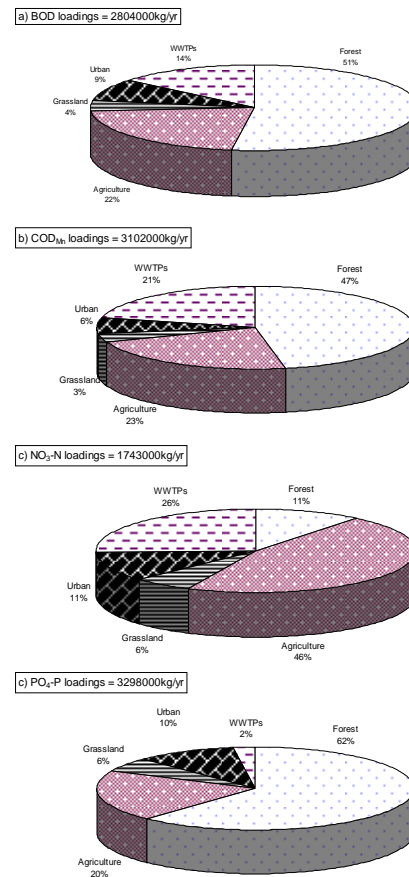 a) BOD loadings = 2804000kg/yr
WWTPs
14%
Forest
51%
Urban
9%
Grassland
4%
Agriculture
22%
b) CODMn loadings = 3102000kg/yr
WWTPs
21%
Forest
47%
Urban
6%
Grassland
3%
Agriculture
23%
c) NO3-N loadings = 1743000kg/yr
WWTPs
26%
Forest
11%
Urban
11%
Grassland
6%
Agriculture
46%
c) PO4-P loadings = 3298000kg/yr
Urban
10%
WWTPs
2%
Forest
62%
Grassland
6%
Agriculture
20%